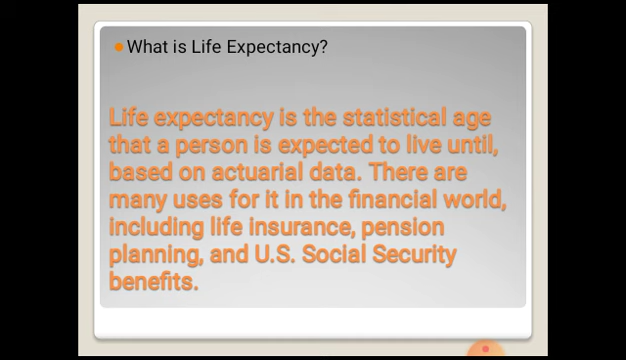 What is Life Expectancy?
Life expectancy is the statistical age
that a person is expected to live until,
based on actuarial data. There are
many uses for it in the financial world,
including life insurance, pension
planning, and U.S. Social Security
benefits.